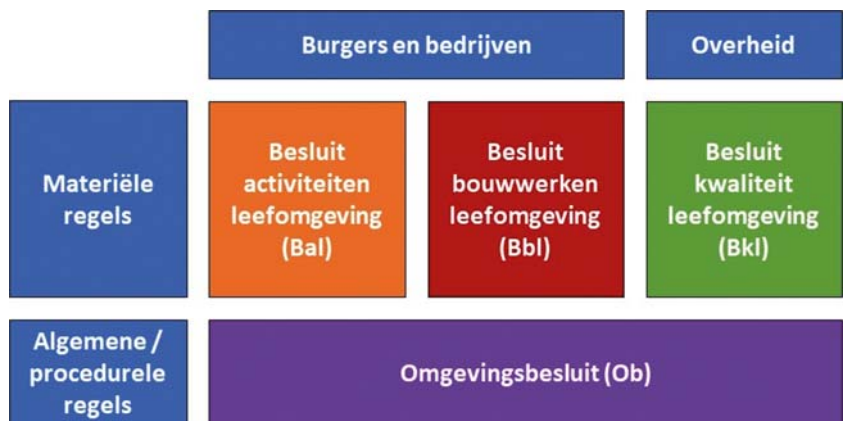 Burgers en bedrijven
Overheid
Materiële
regels
Besluit
activiteiten
leefomgeving
(Bal)
Besluit
bouwwerken
leefomgeving
(Bbl)
Besluit
kwaliteit
leefomgeving
(Bkl)
Algemene /
procedurele
regels
Omgevingsbesluit (Ob)